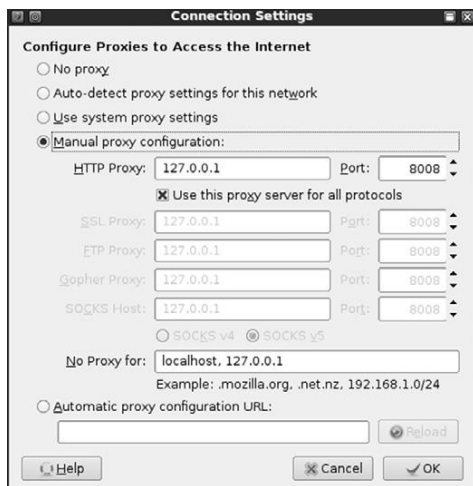 Connection Settings
Configure Proxies to Access the Internet
No proxy
Auto-detect proxy settings for this network
Use system proxy settings
Manual proxy configuration:
HTTP Proxy: 127.0.0.1 Port: 8008
Use this proxy server for all protocols
SSL Proxy: 127.0.0.1 Port: 8008
FTP Proxy: 127.0.0.1 Port: 8008
Gopher Proxy: 127.0.0.1 Port: 8008
SOCKS Host: 127.0.0.1 Port: 8008
SOCKS v4 SOCKS v5
No Proxy for: localhost, 127.0.0.1
Example: .mozilla.org, .net.nz, 192.168.1.0/24
Automatic proxy configuration URL:
Reload
Help Cancel OK